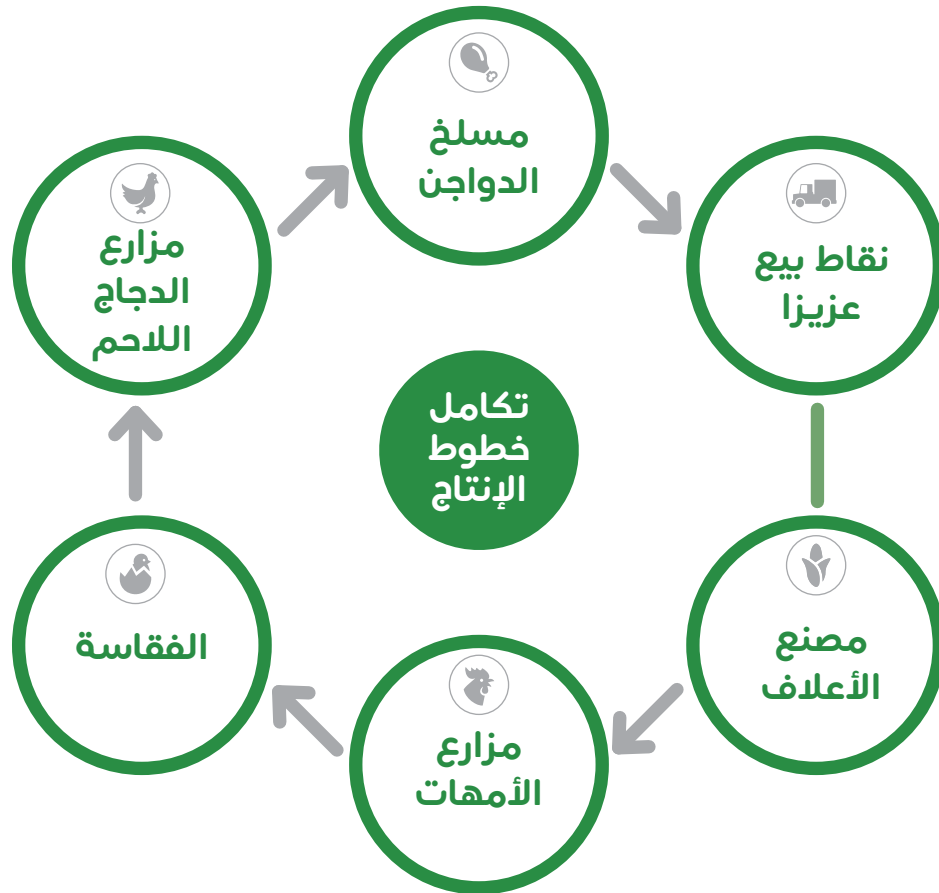 مسلخ
الدواجن
نقاط بيع
عزيزا
مزارع
الدجاج
اللاحم
تكامل
خطوط
الإنتاج
مصنع
الأعلاف
الفقاسة
مزارع
الأمهات